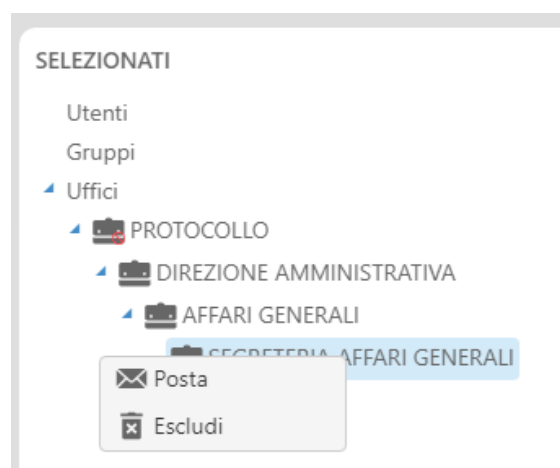 SELEZIONATI
Utenti
Gruppi
Uffici
PROTOCOLLO
DIREZIONE AMMINISTRATIVA
AFFARI GENERALI
SEGRETERIA AFFARI GENERALI
Posta
Escludi